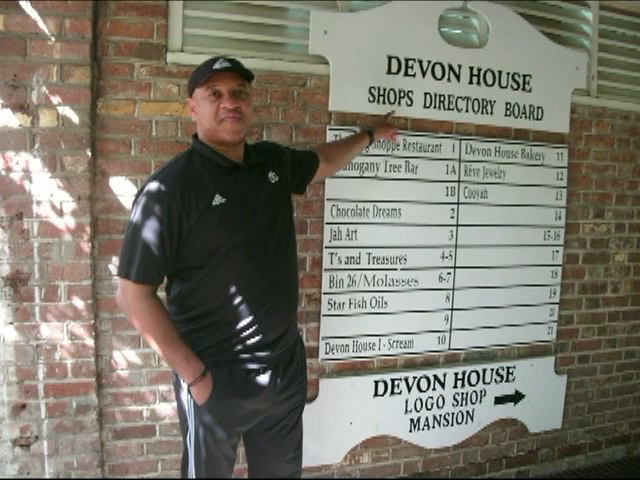 DEVON HOUSE
SHOPS DIRECTORY BOARD
Shoppe Restaurant 1
Mahogany Tree Bar 1A
1B
Chocolate Dreams 2
Jah Art 3
T's and Treasures 4-5
Bin 26/Molasses 6-7
Star Fish Oils 8
9
Devon House I-Scream 10
Devon House Bakery 11
Rêve Jewelry 12
Cooyah 13
14
15-16
17
18
19
20
21
DEVON HOUSE
LOGO SHOP
MANSION